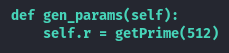 def gen_params(self):
    self.r = getPrime(512)